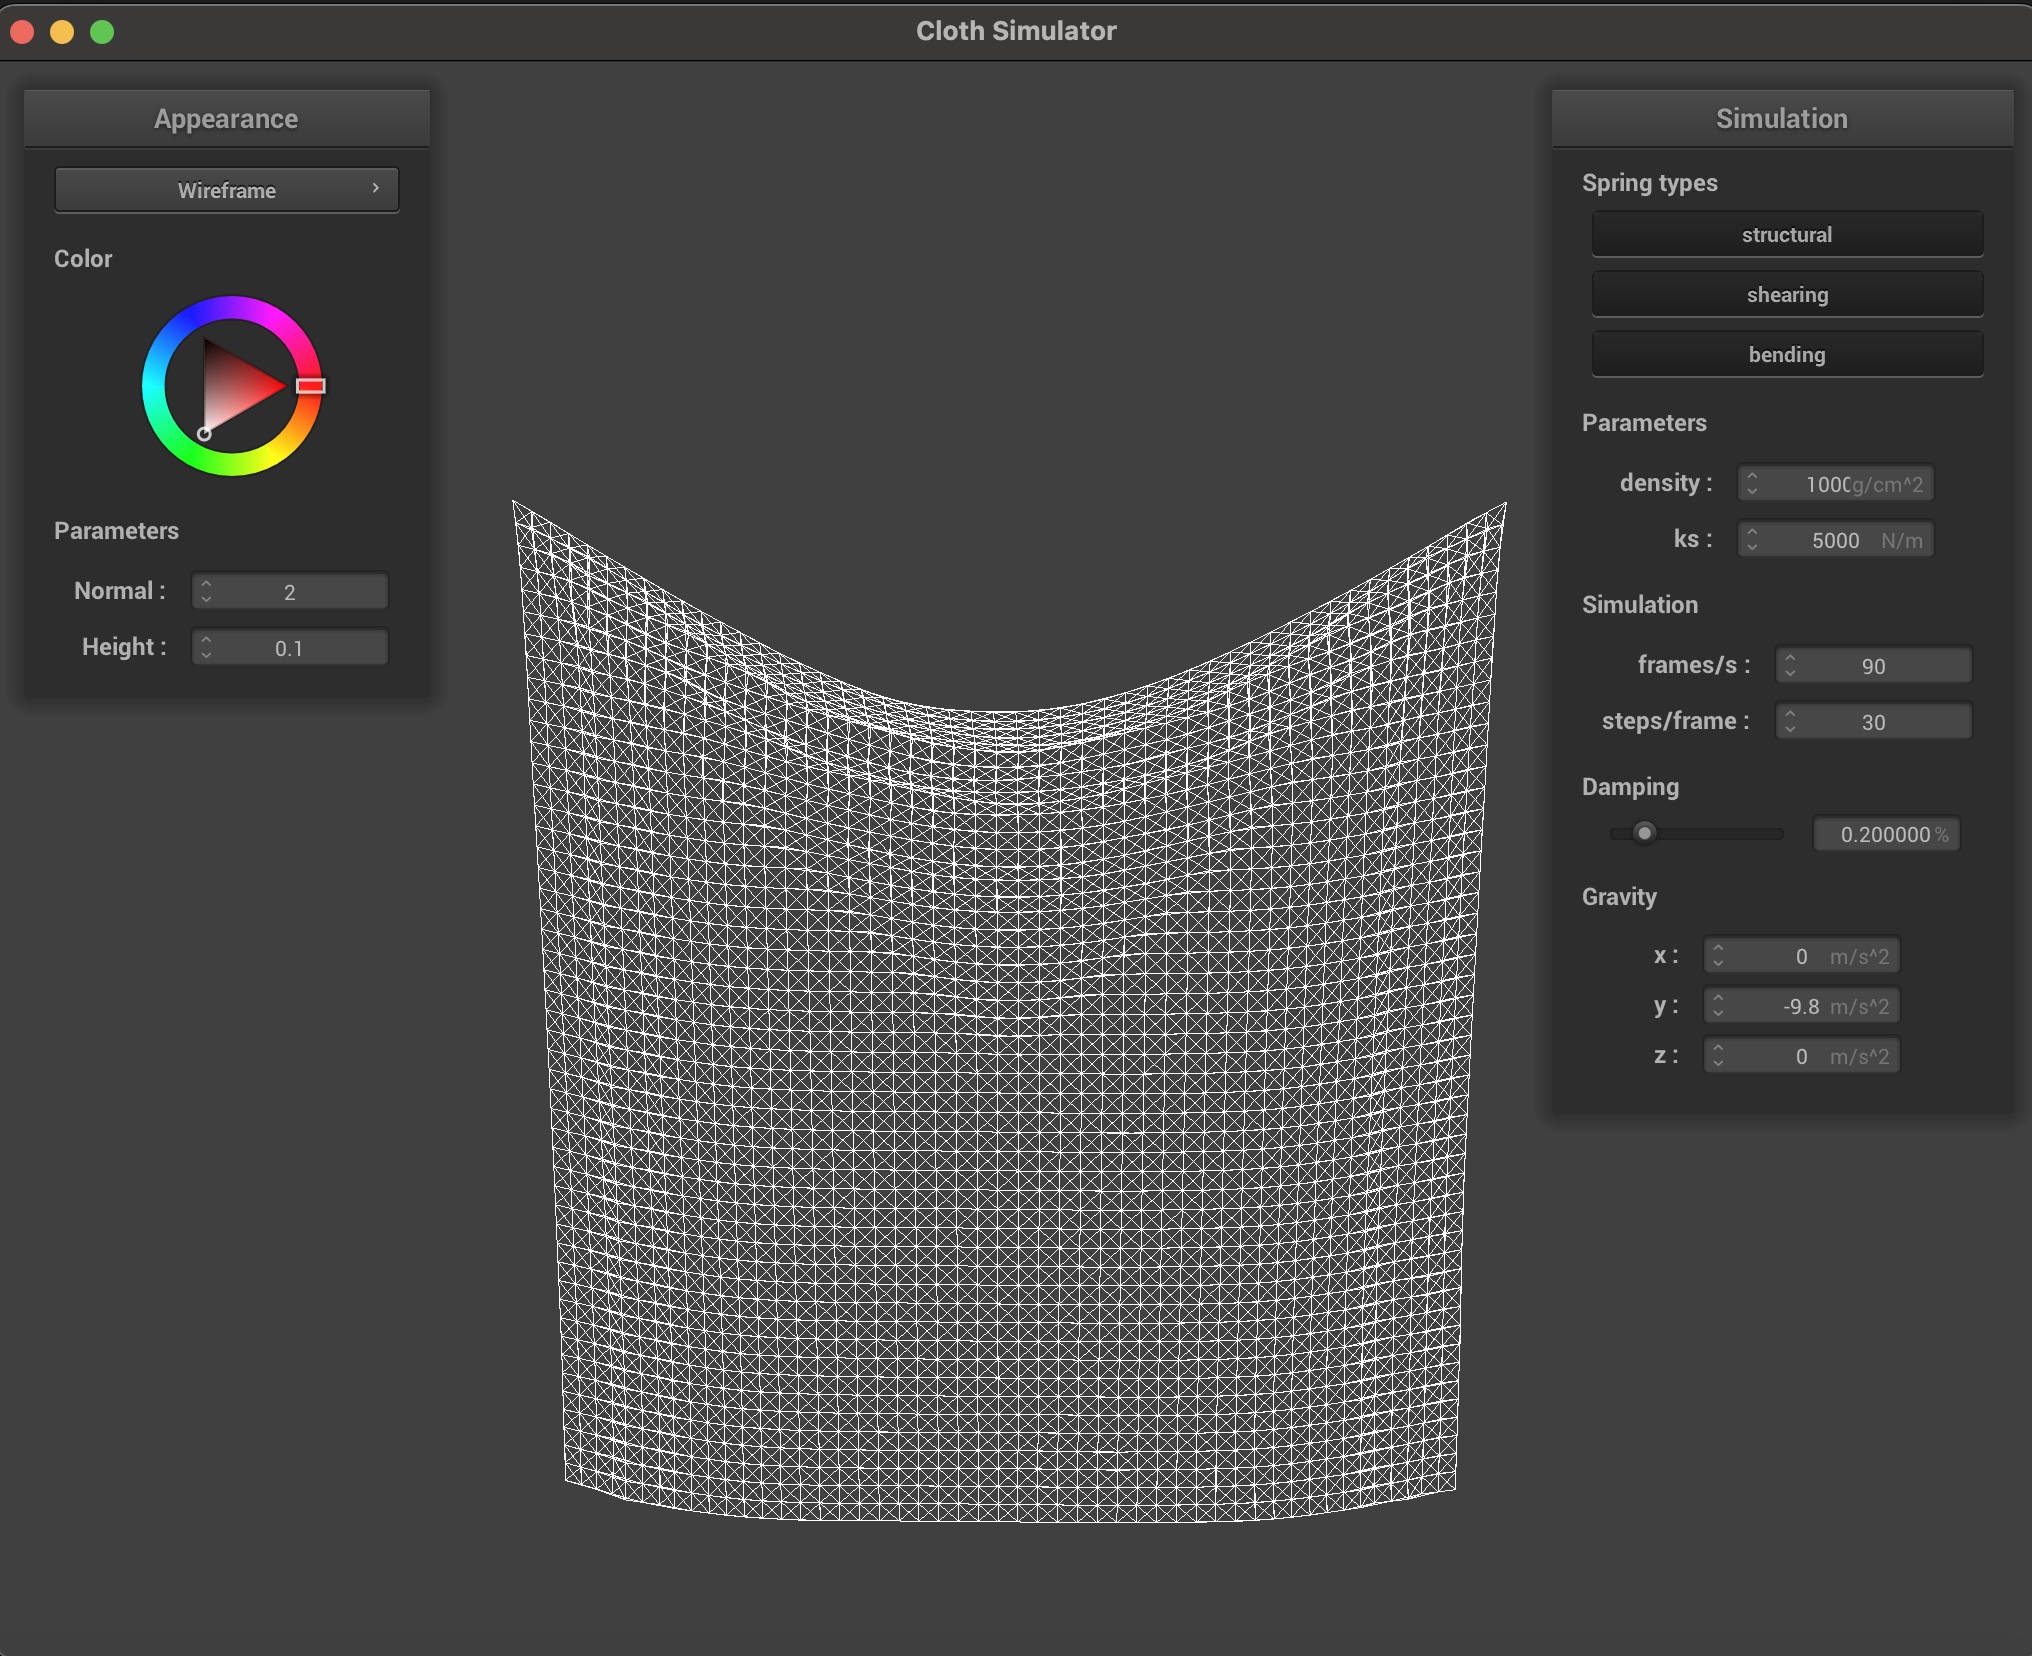 Cloth Simulator
Appearance
Wireframe
Color
Parameters
Normal : 2
Height : 0.1
Simulation
Spring types
structural
shearing
bending
Parameters
density : 1000g/cm^2
ks : 5000 N/m
Simulation
frames/s : 90
steps/frame : 30
Damping
0.200000 %
Gravity
x : 0 m/s^2
y : -9.8 m/s^2
z : 0 m/s^2